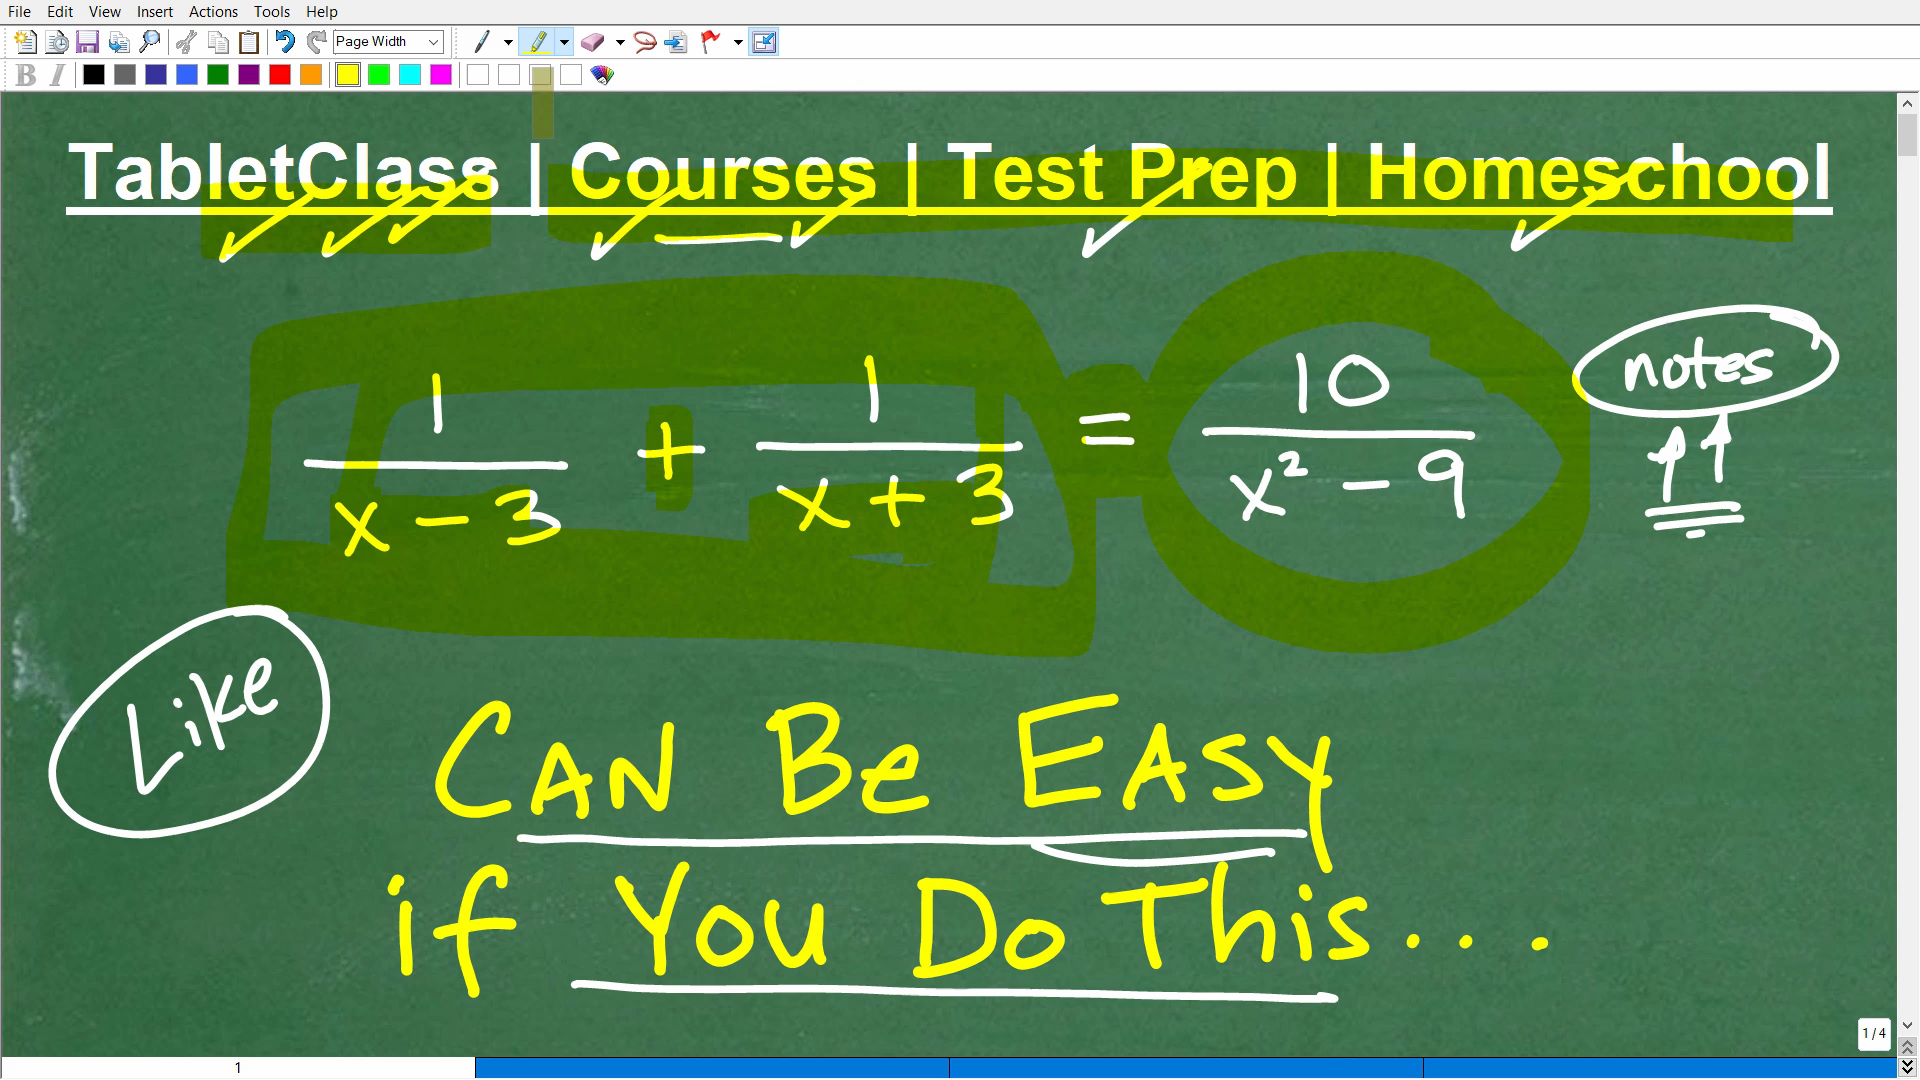 File Edit View Insert Actions Tools Help
Page Width
B I
TabletClass | Courses | Test Prep | Homeschool
1/(x - 3) + 1/(x + 3) = 10/(x² - 9)
notes
Like
CAN Be EASy
if You Do This...
1/4
1